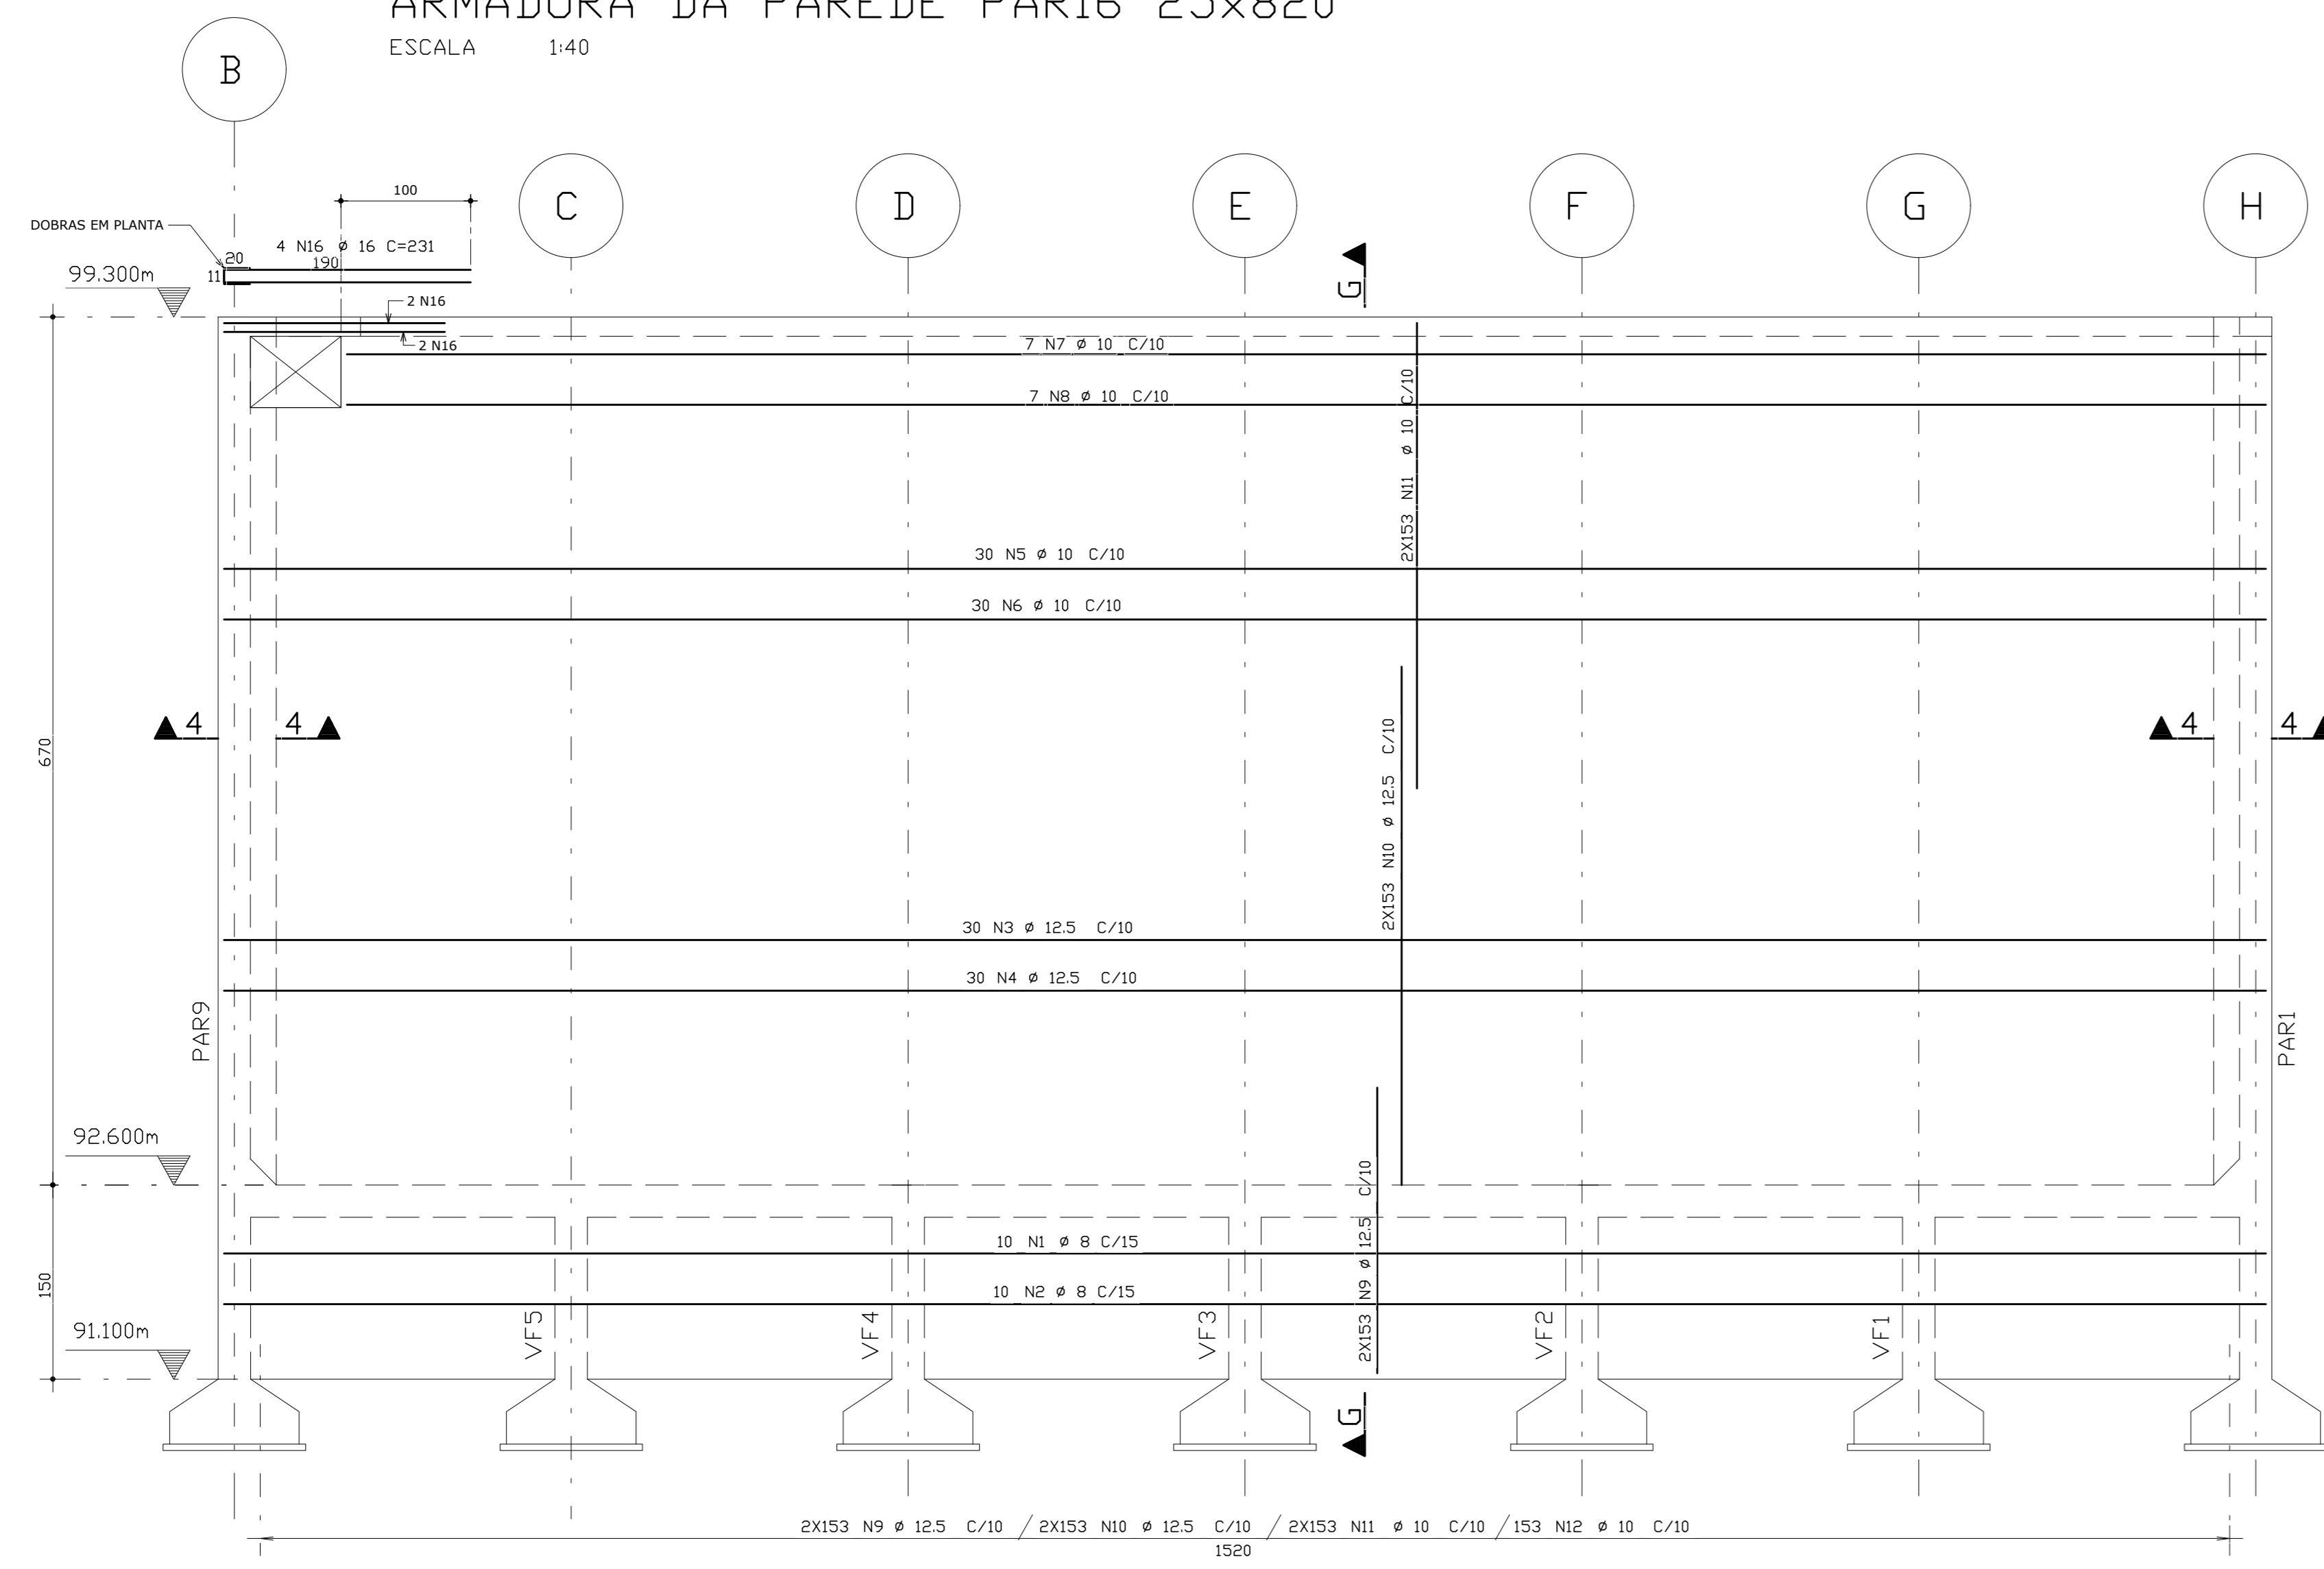 ARMADURA DA PAREDE PAR16 25x820
ESCALA 1:40
B
C
D
E
F
G
H
100
DOBRAS EM PLANTA
4 N16 ø 16 C=231
20
190
11
99.300m
2 N16
2 N16
G
7 N7 ø 10 C/10
7 N8 ø 10 C/10
2X153 N11 ø 10 C/10
30 N5 ø 10 C/10
30 N6 ø 10 C/10
4
4
4
4
670
2X153 N10 ø 12.5 C/10
30 N3 ø 12.5 C/10
30 N4 ø 12.5 C/10
PAR9
PAR1
92.600m
2X153 N9 ø 12.5 C/10
10 N1 ø 8 C/15
10 N2 ø 8 C/15
150
91.100m
VF5
VF4
VF3
VF2
VF1
G
2X153 N9 ø 12.5 C/10 / 2X153 N10 ø 12.5 C/10 / 2X153 N11 ø 10 C/10 / 153 N12 ø 10 C/10
1520